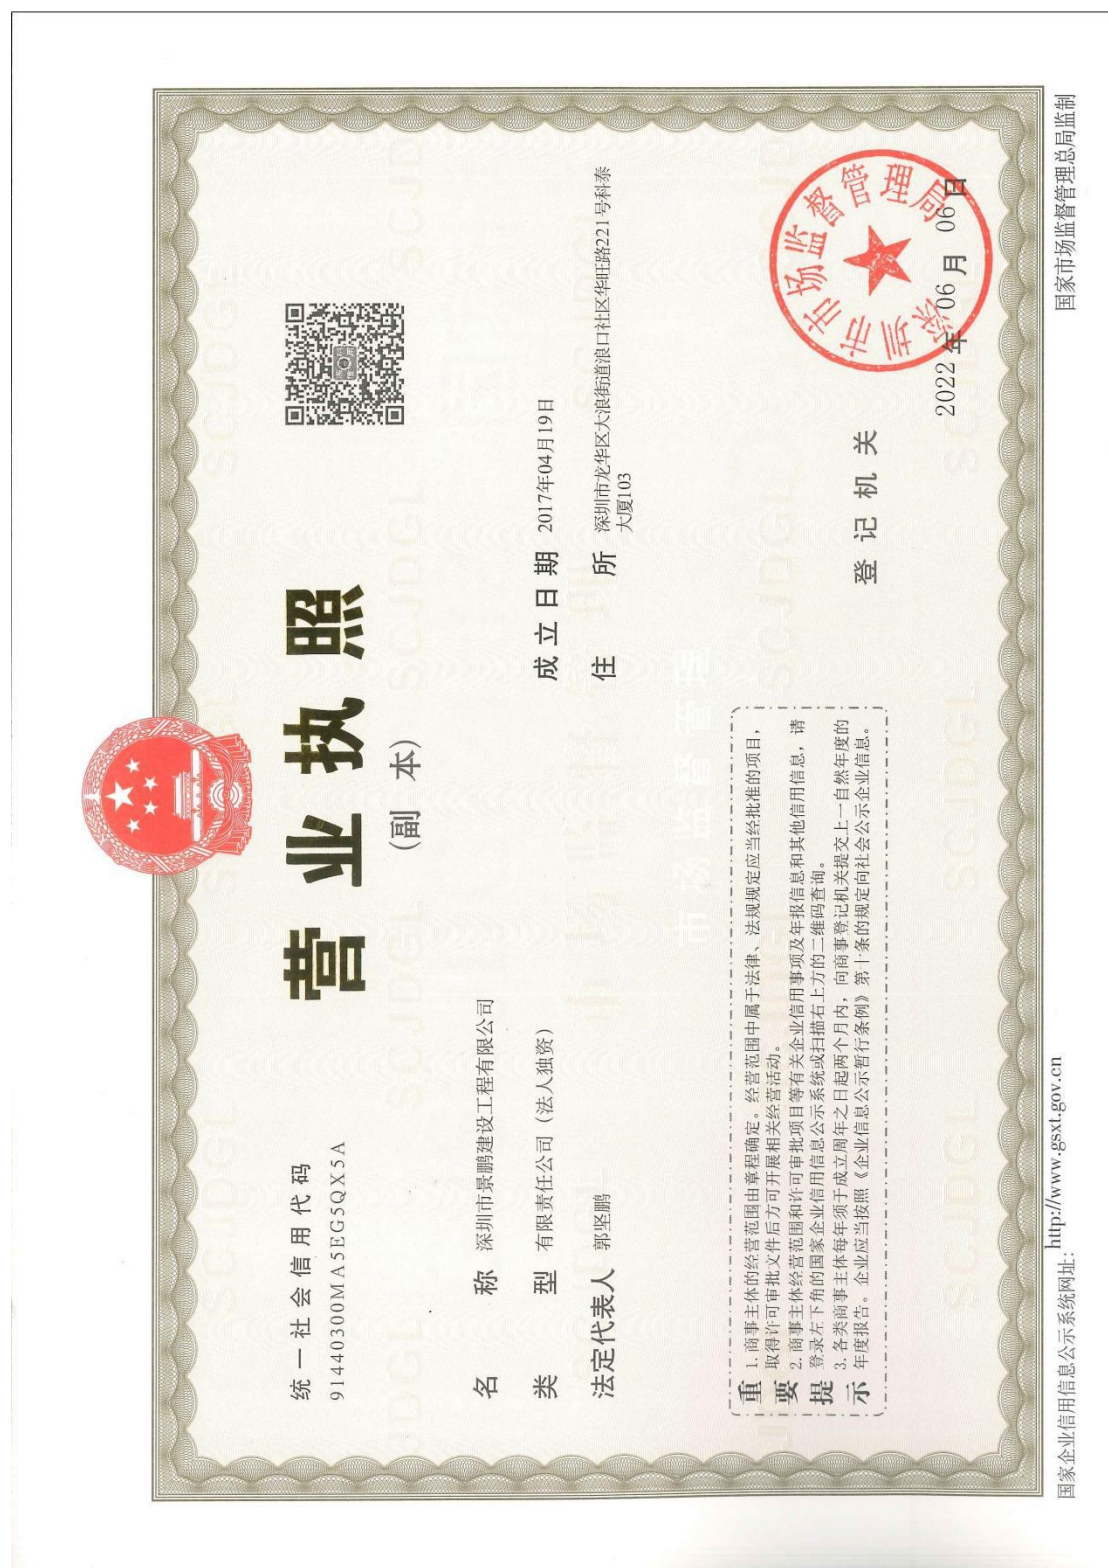 营业执照
(副 本)
统一社会信用代码
91440300MA5EG5QX5A
名 称 深圳市景鹏建设工程有限公司
类 型 有限责任公司（法人独资）
法定代表人 郭坚鹏
成立日期 2017年04月19日
住 所 深圳市龙华区大浪街道浪口社区华旺路221号科泰
大厦103
重要提示
1. 商事主体的经营范围由章程确定。经营范围中属于法律、法规规定应当经批准的项目，
取得许可审批文件后方可开展相关经营活动。
2. 商事主体经营范围和许可审批项目等有关企业信用事项及年报信息和其他信用信息，请
登录左下角的国家企业信用信息公示系统或扫描右上方的二维码查询。
3. 各类商事主体每年须于成立周年之日起两个月内，向商事登记机关提交上一自然年度的
年度报告。企业应当按照《企业信息公示暂行条例》第十条的规定向社会公示企业信息。
登记机关
深圳市市场监督管理局
2022年06月06日
国家企业信用信息公示系统网址：http://www.gsxt.gov.cn
国家市场监督管理总局监制
市场监督管理
SCJDGL